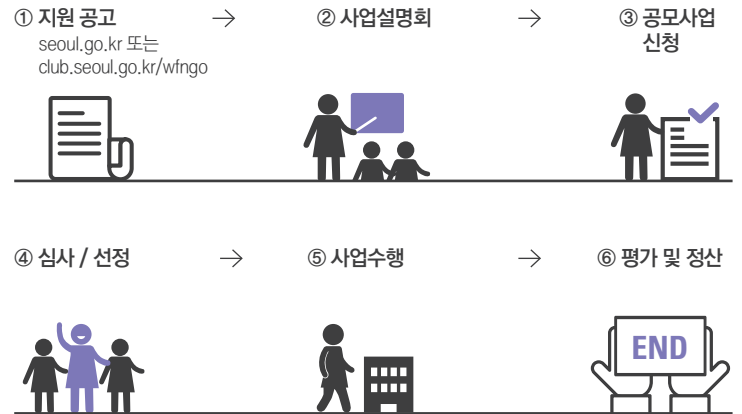 ① 지원 공고 →
seoul.go.kr 또는
club.seoul.go.kr/wfngo
② 사업설명회 →
③ 공모사업
신청
④ 심사 / 선정 →
⑤ 사업수행 →
⑥ 평가 및 정산
END